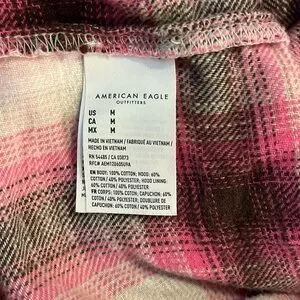 AMERICAN EAGLE
OUTFITTERS
US M
CA M
MX M
MADE IN VIETNAM / FABRIQUÉ AU VIETNAM /
HECHO EN VIETNAM
RN 54485 / CA 03873
RFC# AEM120605U9A
EN BODY: 100% COTTON; HOOD: 60%
COTTON / 40% POLYESTER; HOOD LINING:
60% COTTON / 40% POLYESTER
FR CORPS: 100% COTON; CAPUCHON: 60%
COTON / 40% POLYESTER; DOUBLURE DE
CAPUCHON: 60% COTON / 40% POLYESTER